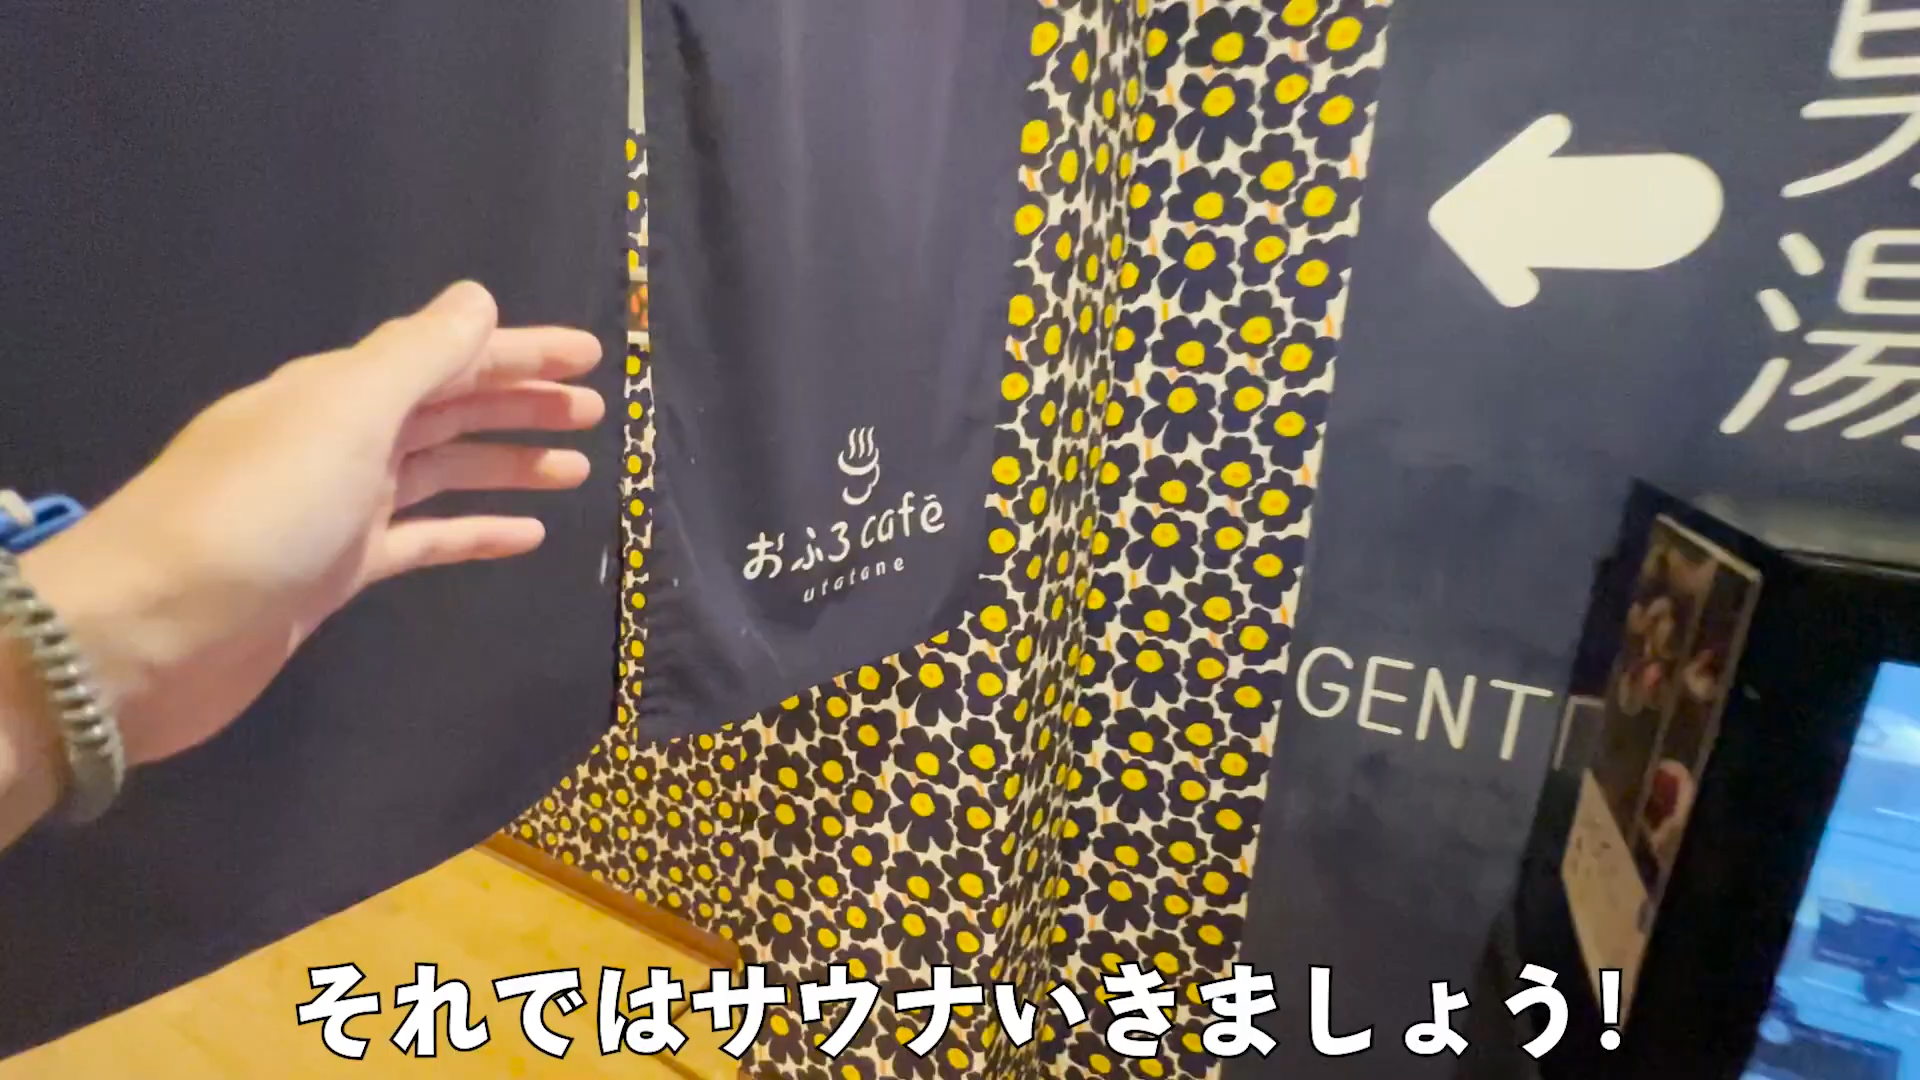 男
湯
おふろcafē
utatane
GENT
それではサウナいきましょう!